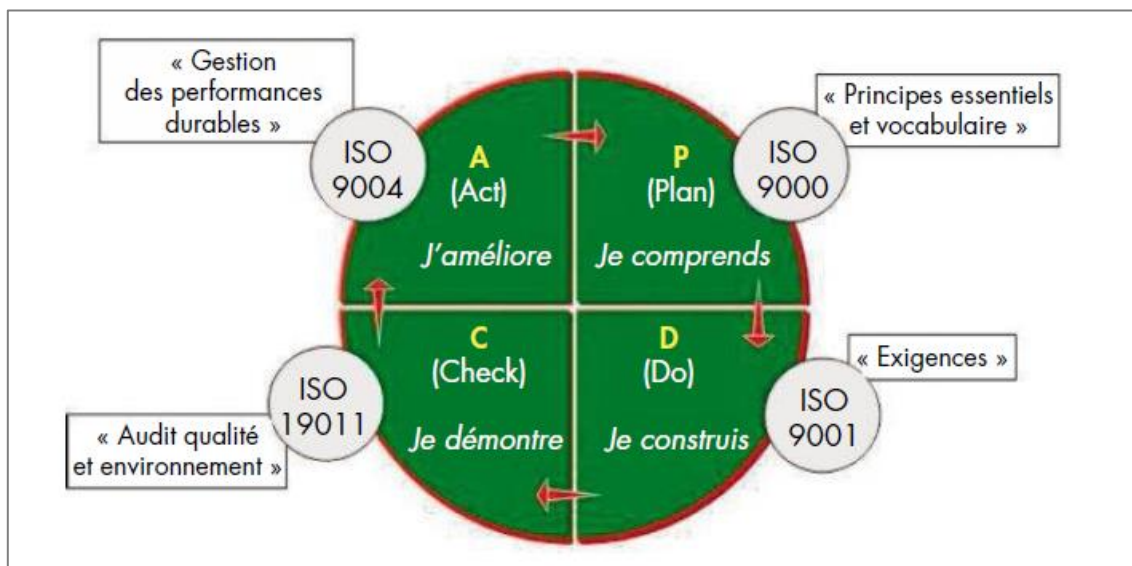 « Gestion
des performances
durables »
ISO
9004
A
(Act)
J’améliore
P
(Plan)
Je comprends
« Principes essentiels
et vocabulaire »
ISO
9000
C
(Check)
Je démontre
D
(Do)
Je construis
« Exigences »
ISO
9001
ISO
19011
« Audit qualité
et environnement »